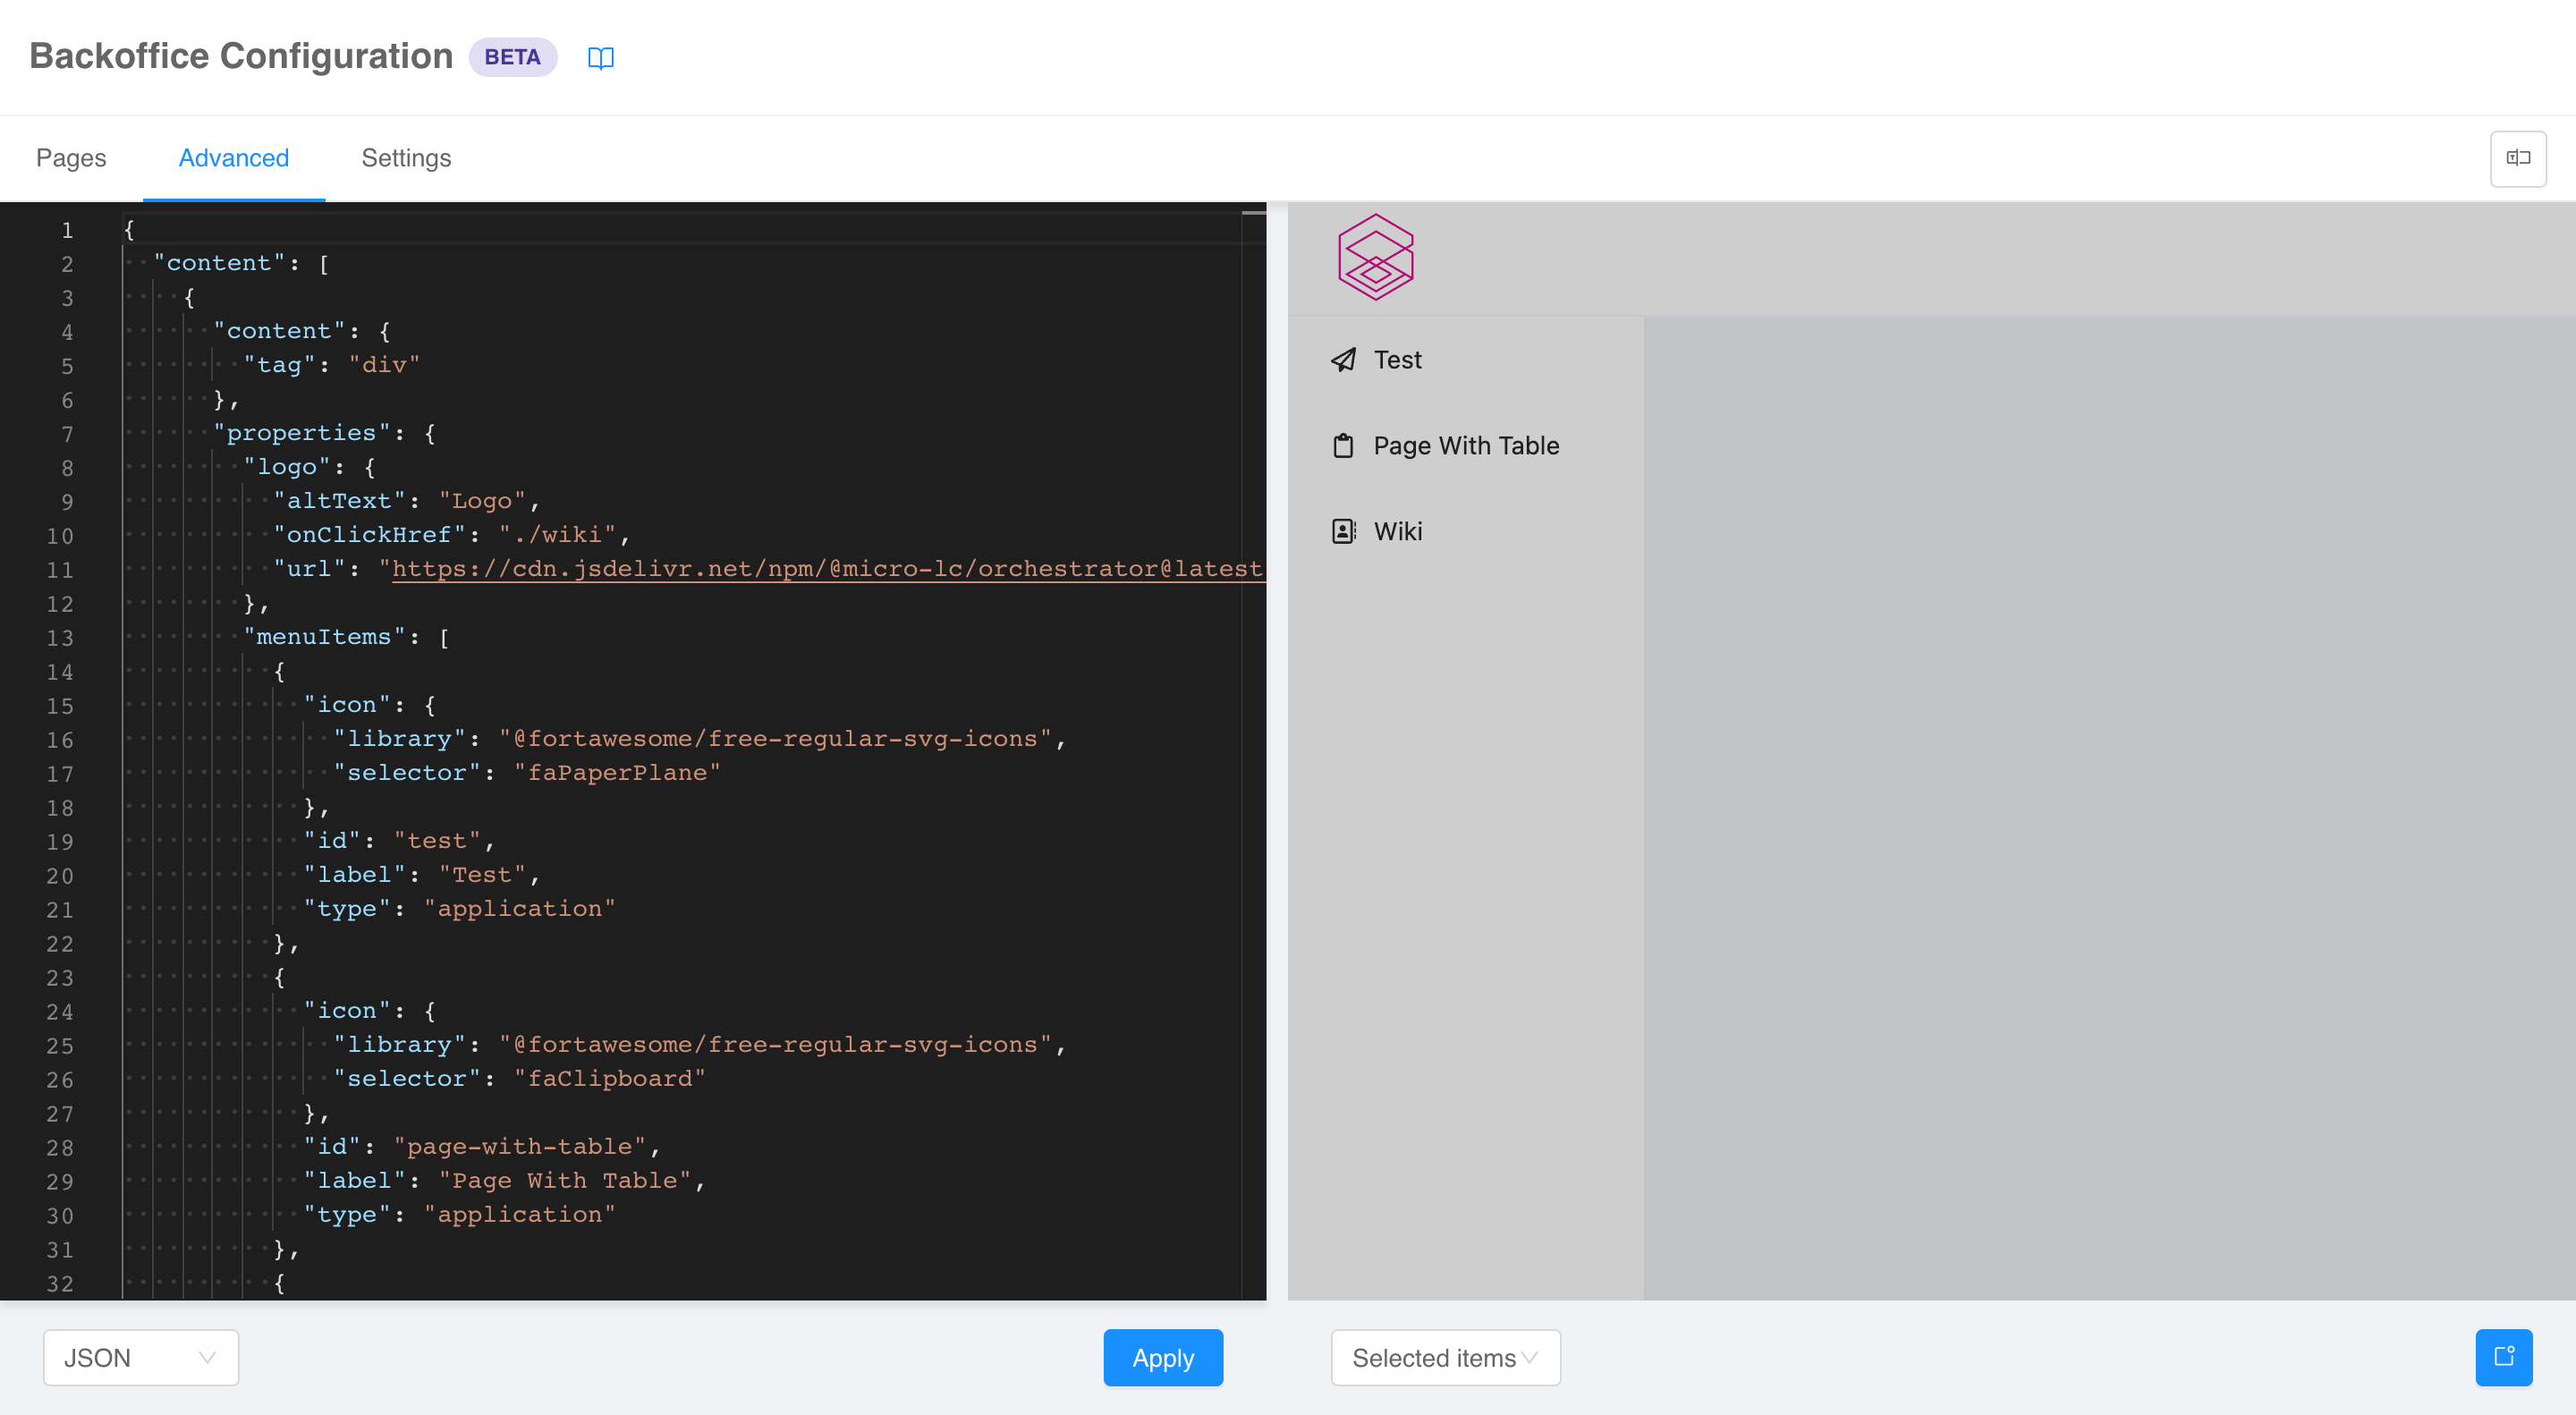 Backoffice Configuration BETA
Pages Advanced Settings
1 {
2 "content": [
3 {
4 "content": {
5 "tag": "div"
6 },
7 "properties": {
8 "logo": {
9 "altText": "Logo",
10 "onClickHref": "./wiki",
11 "url": "https://cdn.jsdelivr.net/npm/@micro-lc/orchestrator@latest
12 },
13 "menuItems": [
14 {
15 "icon": {
16 "library": "@fortawesome/free-regular-svg-icons",
17 "selector": "faPaperPlane"
18 },
19 "id": "test",
20 "label": "Test",
21 "type": "application"
22 },
23 {
24 "icon": {
25 "library": "@fortawesome/free-regular-svg-icons",
26 "selector": "faClipboard"
27 },
28 "id": "page-with-table",
29 "label": "Page With Table",
30 "type": "application"
31 },
32 {
Test
Page With Table
Wiki
JSON
Apply
Selected items